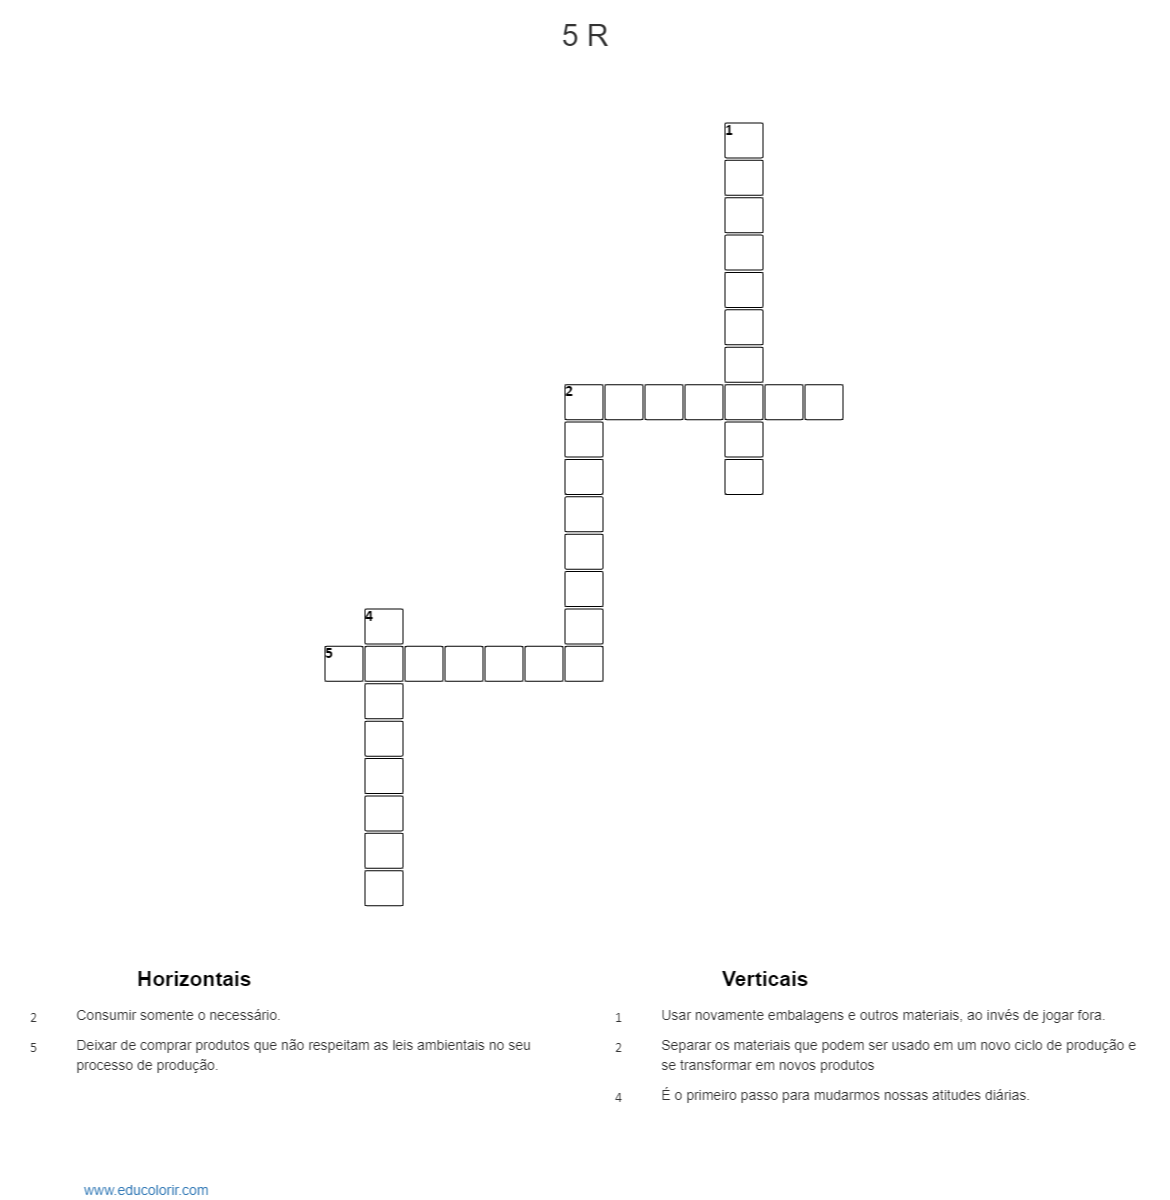 5 R
1
2
4
5
Horizontais
2 Consumir somente o necessário.
5 Deixar de comprar produtos que não respeitam as leis ambientais no seu
processo de produção.
Verticais
1 Usar novamente embalagens e outros materiais, ao invés de jogar fora.
2 Separar os materiais que podem ser usado em um novo ciclo de produção e
se transformar em novos produtos
4 É o primeiro passo para mudarmos nossas atitudes diárias.
www.educolorir.com